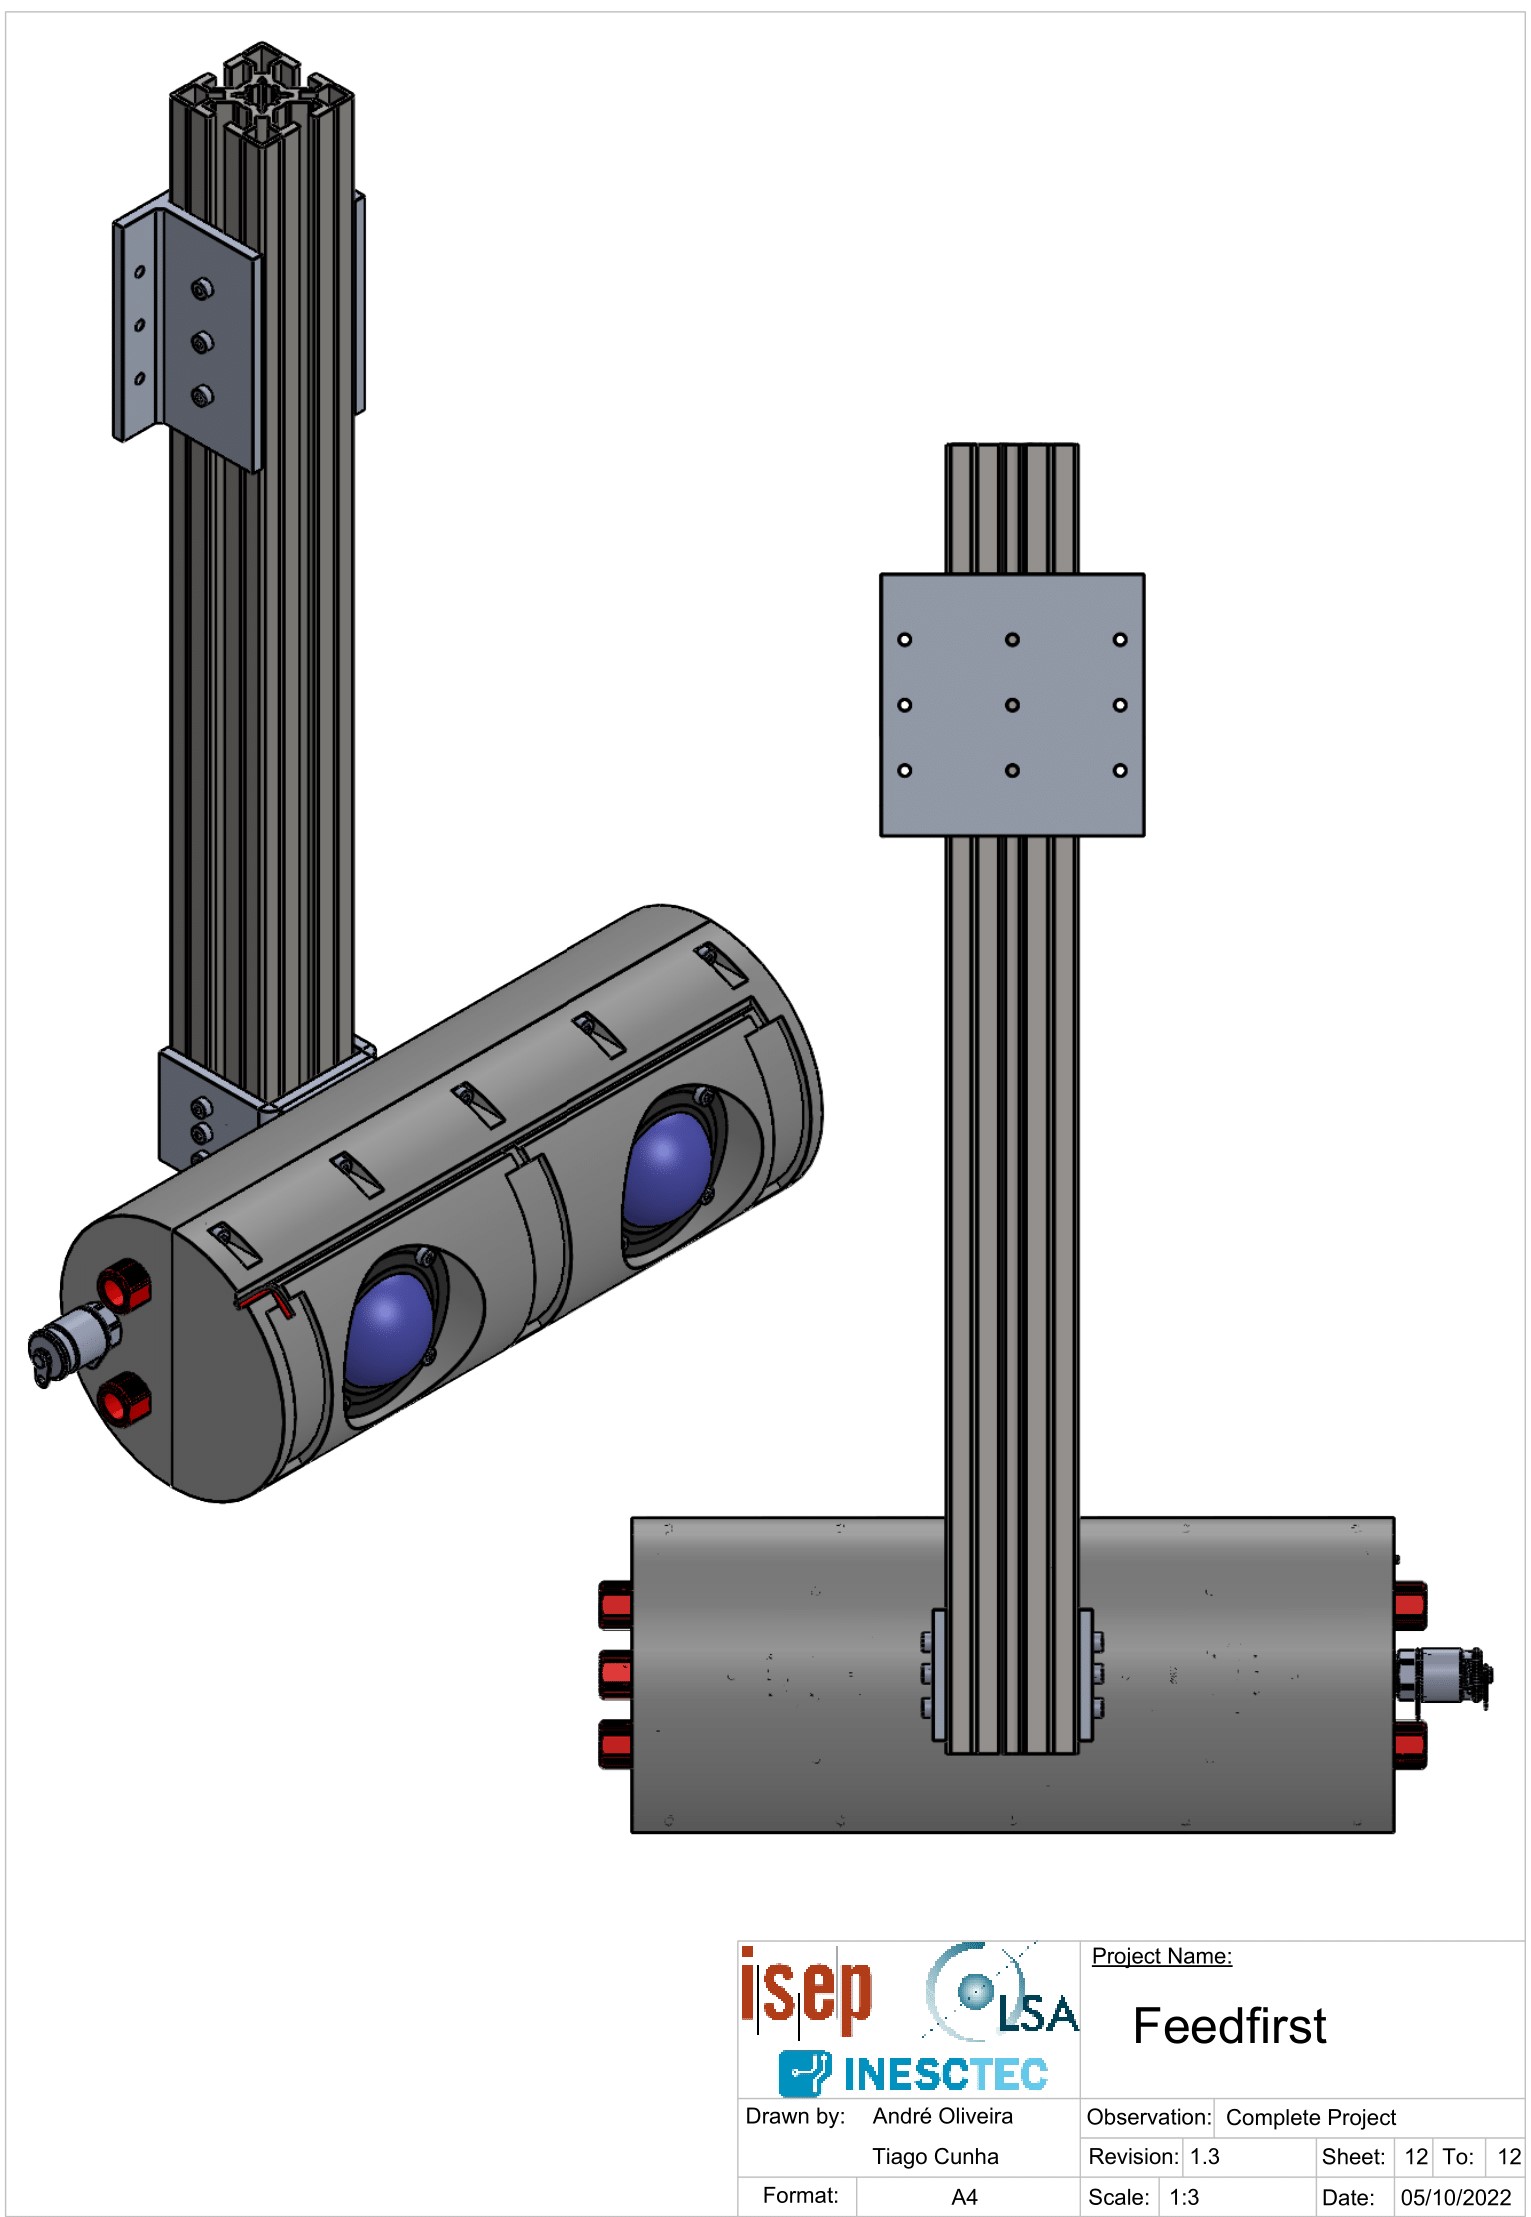 isep
LSA
INESCTEC
Project Name:
Feedfirst
Drawn by: André Oliveira
Tiago Cunha
Observation: Complete Project
Revision: 1.3 Sheet: 12 To: 12
Format: A4 Scale: 1:3 Date: 05/10/2022